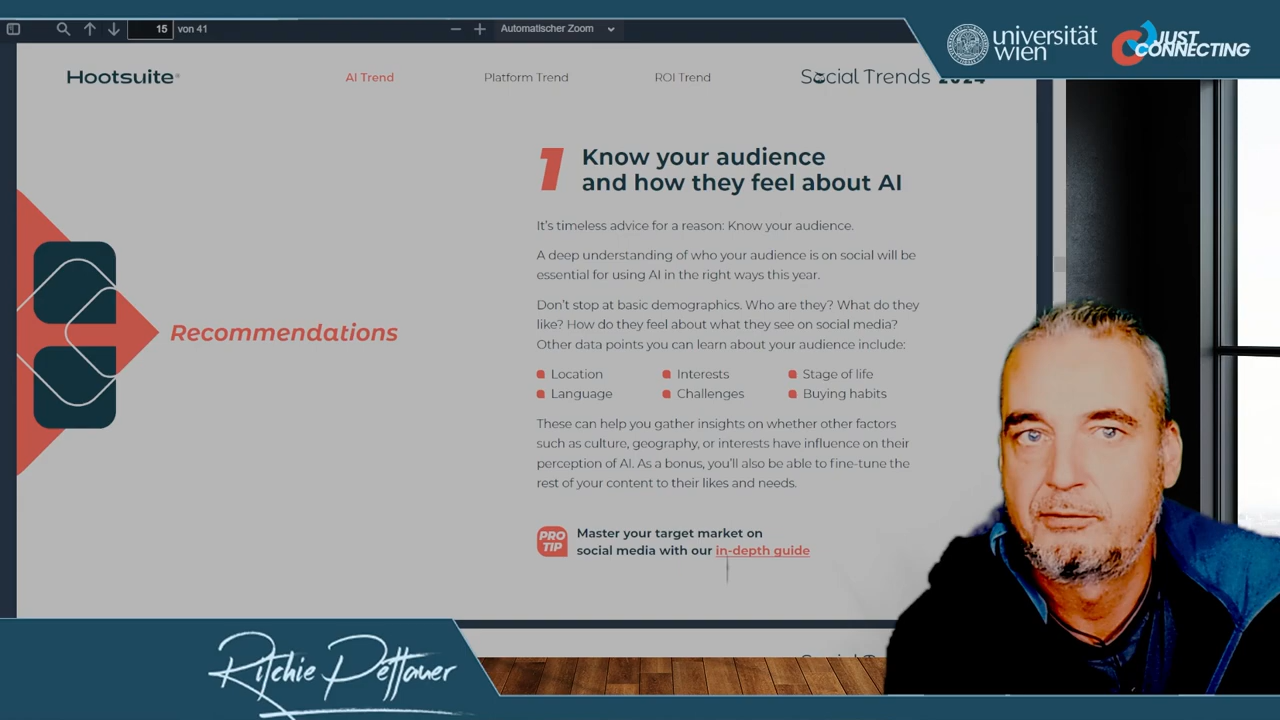 15 von 41
Automatischer Zoom
universität
wien
JUST
CONNECTING
Hootsuite
AI Trend
Platform Trend
ROI Trend
Social Trends 2024
Recommendations
1 Know your audience
and how they feel about AI
It's timeless advice for a reason: Know your audience.
A deep understanding of who your audience is on social will be
essential for using AI in the right ways this year.
Don't stop at basic demographics. Who are they? What do they
like? How do they feel about what they see on social media?
Other data points you can learn about your audience include:
Location
Interests
Stage of life
Language
Challenges
Buying habits
These can help you gather insights on whether other factors
such as culture, geography, or interests have influence on their
perception of AI. As a bonus, you'll also be able to fine-tune the
rest of your content to their likes and needs.
PRO
TIP
Master your target market on
social media with our in-depth guide
Ritchie Pettauer